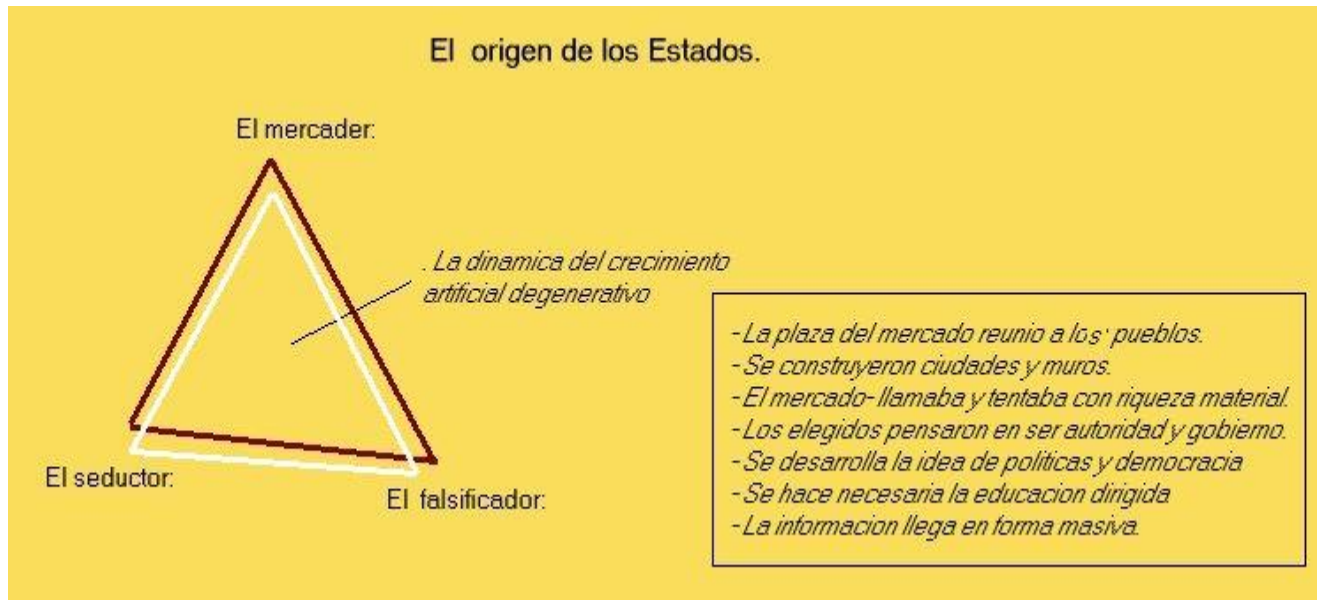 El origen de los Estados.
El mercader:
. La dinamica del crecimiento
artificial degenerativo
El seductor:
El falsificador:
- La plaza del mercado reunio a los· pueblos.
- Se construyeron ciudades y muros.
- El mercado- llamaba y tentaba con riqueza material.
- Los elegidos pensaron en ser autoridad y gobierno.
- Se desarrolla la idea de politicas y democracia
- Se hace necesaria la educacion dirigida
- La informacion llega en forma masiva.